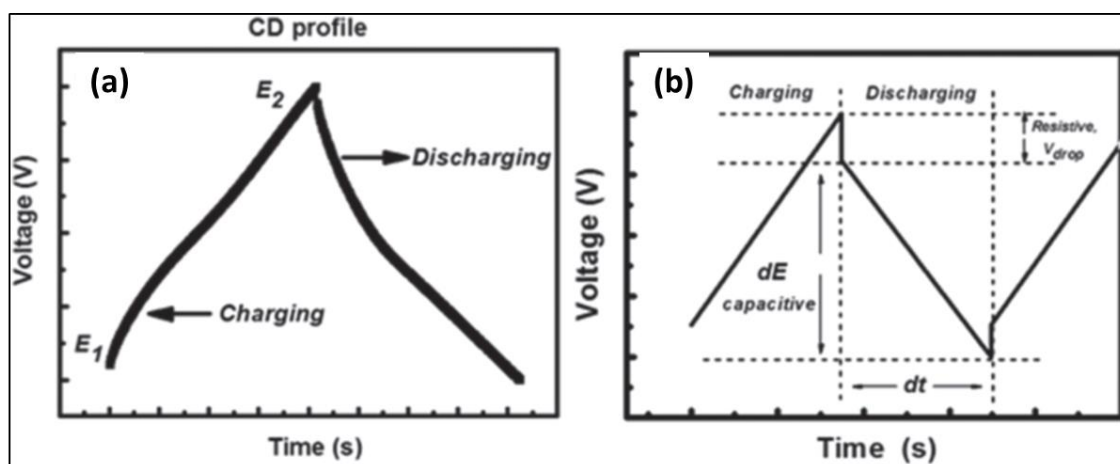 CD profile
(a)
E2
Discharging
Charging
E1
Voltage (V)
Time (s)
(b)
Charging
Discharging
Resistive,
Vdrop
dE
capacitive
dt
Voltage (V)
Time (s)